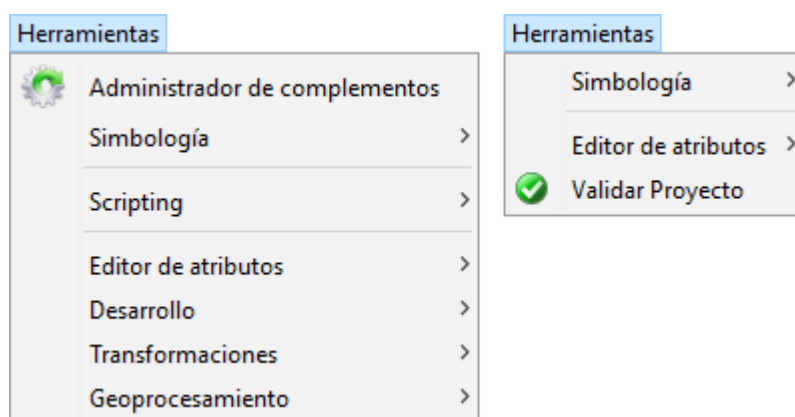 Herramientas
Administrador de complementos
Simbología
Scripting
Editor de atributos
Desarrollo
Transformaciones
Geoprocesamiento
Herramientas
Simbología
Editor de atributos
Validar Proyecto